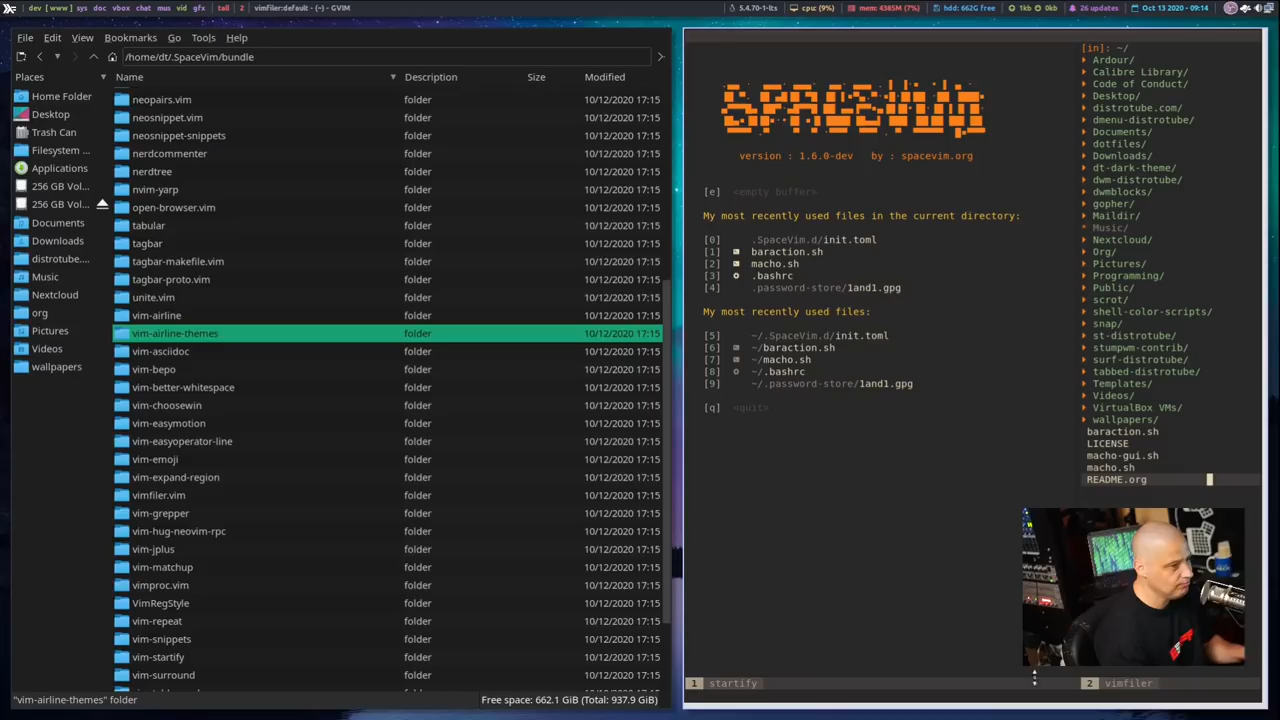 dev [ www ] sys doc vbox chat mus vid gfx tall 2 vimfiler:default - (~) - GVIM 5.4.70-1-lts cpu: (9%) mem: 4385M (7%) hdd: 662G free 1kb 0kb 26 updates Oct 13 2020 - 09:14
File Edit View Bookmarks Go Tools Help
/home/dt/.SpaceVim/bundle
Places
Home Folder
Desktop
Trash Can
Filesystem ...
Applications
256 GB Vol...
256 GB Vol...
Documents
Downloads
distrotube....
Music
Nextcloud
org
Pictures
Videos
wallpapers
Name Description Size Modified
neopairs.vim folder 10/12/2020 17:15
neosnippet.vim folder 10/12/2020 17:15
neosnippet-snippets folder 10/12/2020 17:15
nerdcommenter folder 10/12/2020 17:15
nerdtree folder 10/12/2020 17:15
nvim-yarp folder 10/12/2020 17:15
open-browser.vim folder 10/12/2020 17:15
tabular folder 10/12/2020 17:15
tagbar folder 10/12/2020 17:15
tagbar-makefile.vim folder 10/12/2020 17:15
tagbar-proto.vim folder 10/12/2020 17:15
unite.vim folder 10/12/2020 17:15
vim-airline folder 10/12/2020 17:15
vim-airline-themes folder 10/12/2020 17:15
vim-asciidoc folder 10/12/2020 17:15
vim-bepo folder 10/12/2020 17:15
vim-better-whitespace folder 10/12/2020 17:15
vim-choosewin folder 10/12/2020 17:15
vim-easymotion folder 10/12/2020 17:15
vim-easyoperator-line folder 10/12/2020 17:15
vim-emoji folder 10/12/2020 17:15
vim-expand-region folder 10/12/2020 17:15
vimfiler.vim folder 10/12/2020 17:15
vim-grepper folder 10/12/2020 17:15
vim-hug-neovim-rpc folder 10/12/2020 17:15
vim-jplus folder 10/12/2020 17:15
vim-matchup folder 10/12/2020 17:15
vimproc.vim folder 10/12/2020 17:15
VimRegStyle folder 10/12/2020 17:15
vim-repeat folder 10/12/2020 17:15
vim-snippets folder 10/12/2020 17:15
vim-startify folder 10/12/2020 17:15
vim-surround folder 10/12/2020 17:15
"vim-airline-themes" folder Free space: 662.1 GiB (Total: 937.9 GiB)
SPACEVIM
version : 1.6.0-dev by : spacevim.org
[e] <empty buffer>
My most recently used files in the current directory:
[0] .SpaceVim.d/init.toml
[1] baraction.sh
[2] macho.sh
[3] .bashrc
[4] .password-store/1and1.gpg
My most recently used files:
[5] ~/.SpaceVim.d/init.toml
[6] ~/baraction.sh
[7] ~/macho.sh
[8] ~/.bashrc
[9] ~/.password-store/1and1.gpg
[q] <quit>
[in]: ~/
Ardour/
Calibre Library/
Code of Conduct/
Desktop/
distrotube.com/
dmenu-distrotube/
Documents/
dotfiles/
Downloads/
dt-dark-theme/
dwm-distrotube/
dwmblocks/
gopher/
Maildir/
* Music/
Nextcloud/
Org/
Pictures/
Programming/
Public/
scrot/
shell-color-scripts/
snap/
st-distrotube/
stumpwm-contrib/
surf-distrotube/
tabbed-distrotube/
Templates/
Videos/
VirtualBox VMs/
wallpapers/
baraction.sh
LICENSE
macho-gui.sh
macho.sh
README.org
1 startify 2 vimfiler